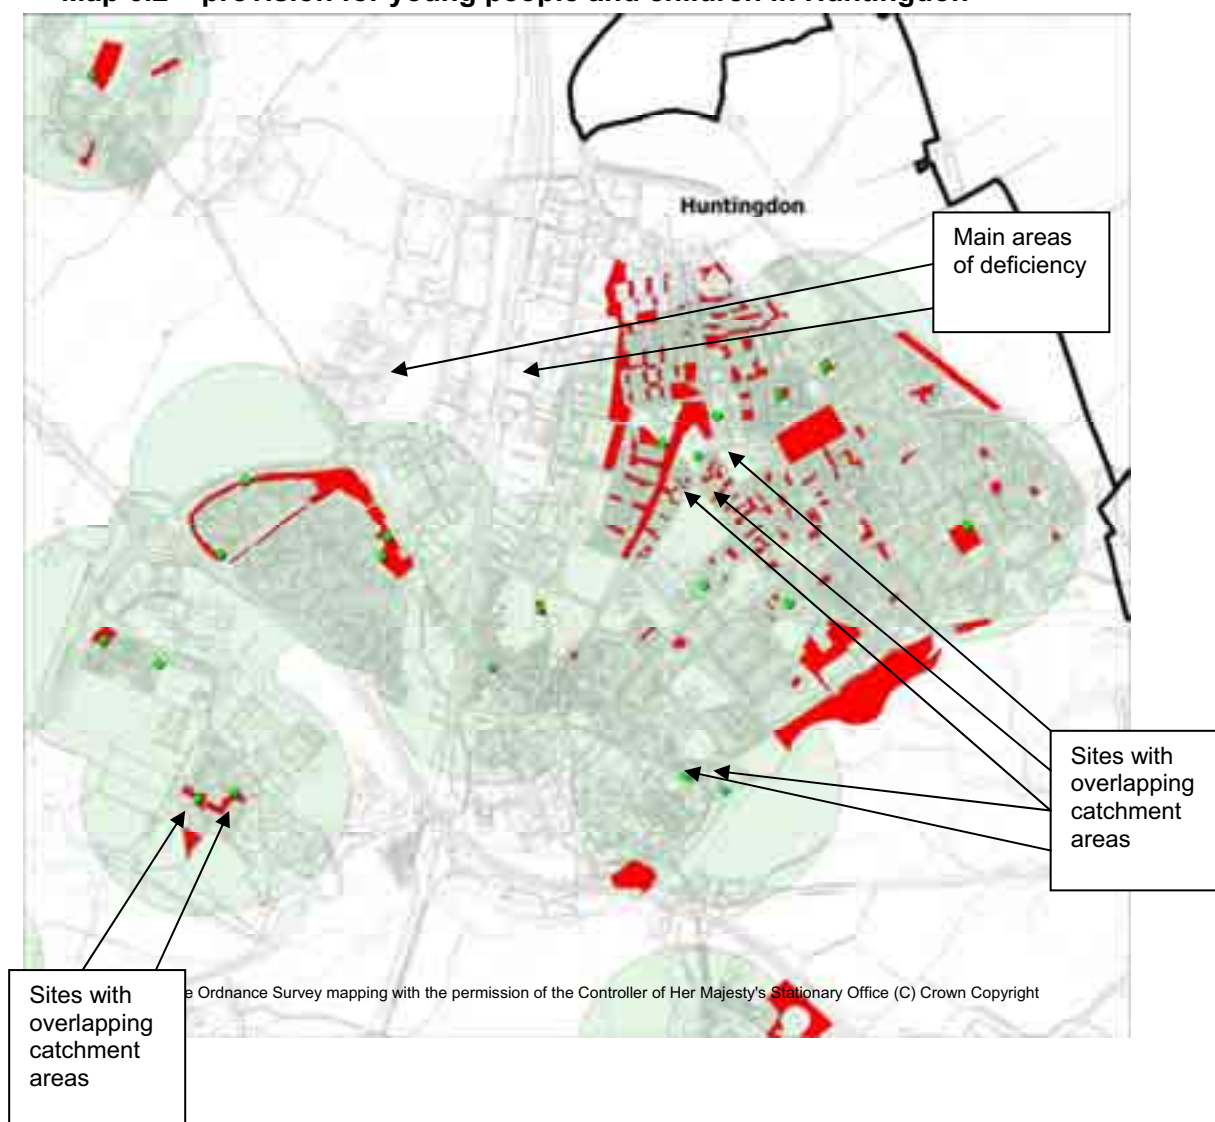 provision for young people and children in Huntingdon
Huntingdon
Main areas
of deficiency
Sites with
overlapping
catchment
areas
Sites with
overlapping
catchment
areas
e Ordnance Survey mapping with the permission of the Controller of Her Majesty's Stationary Office (C) Crown Copyright